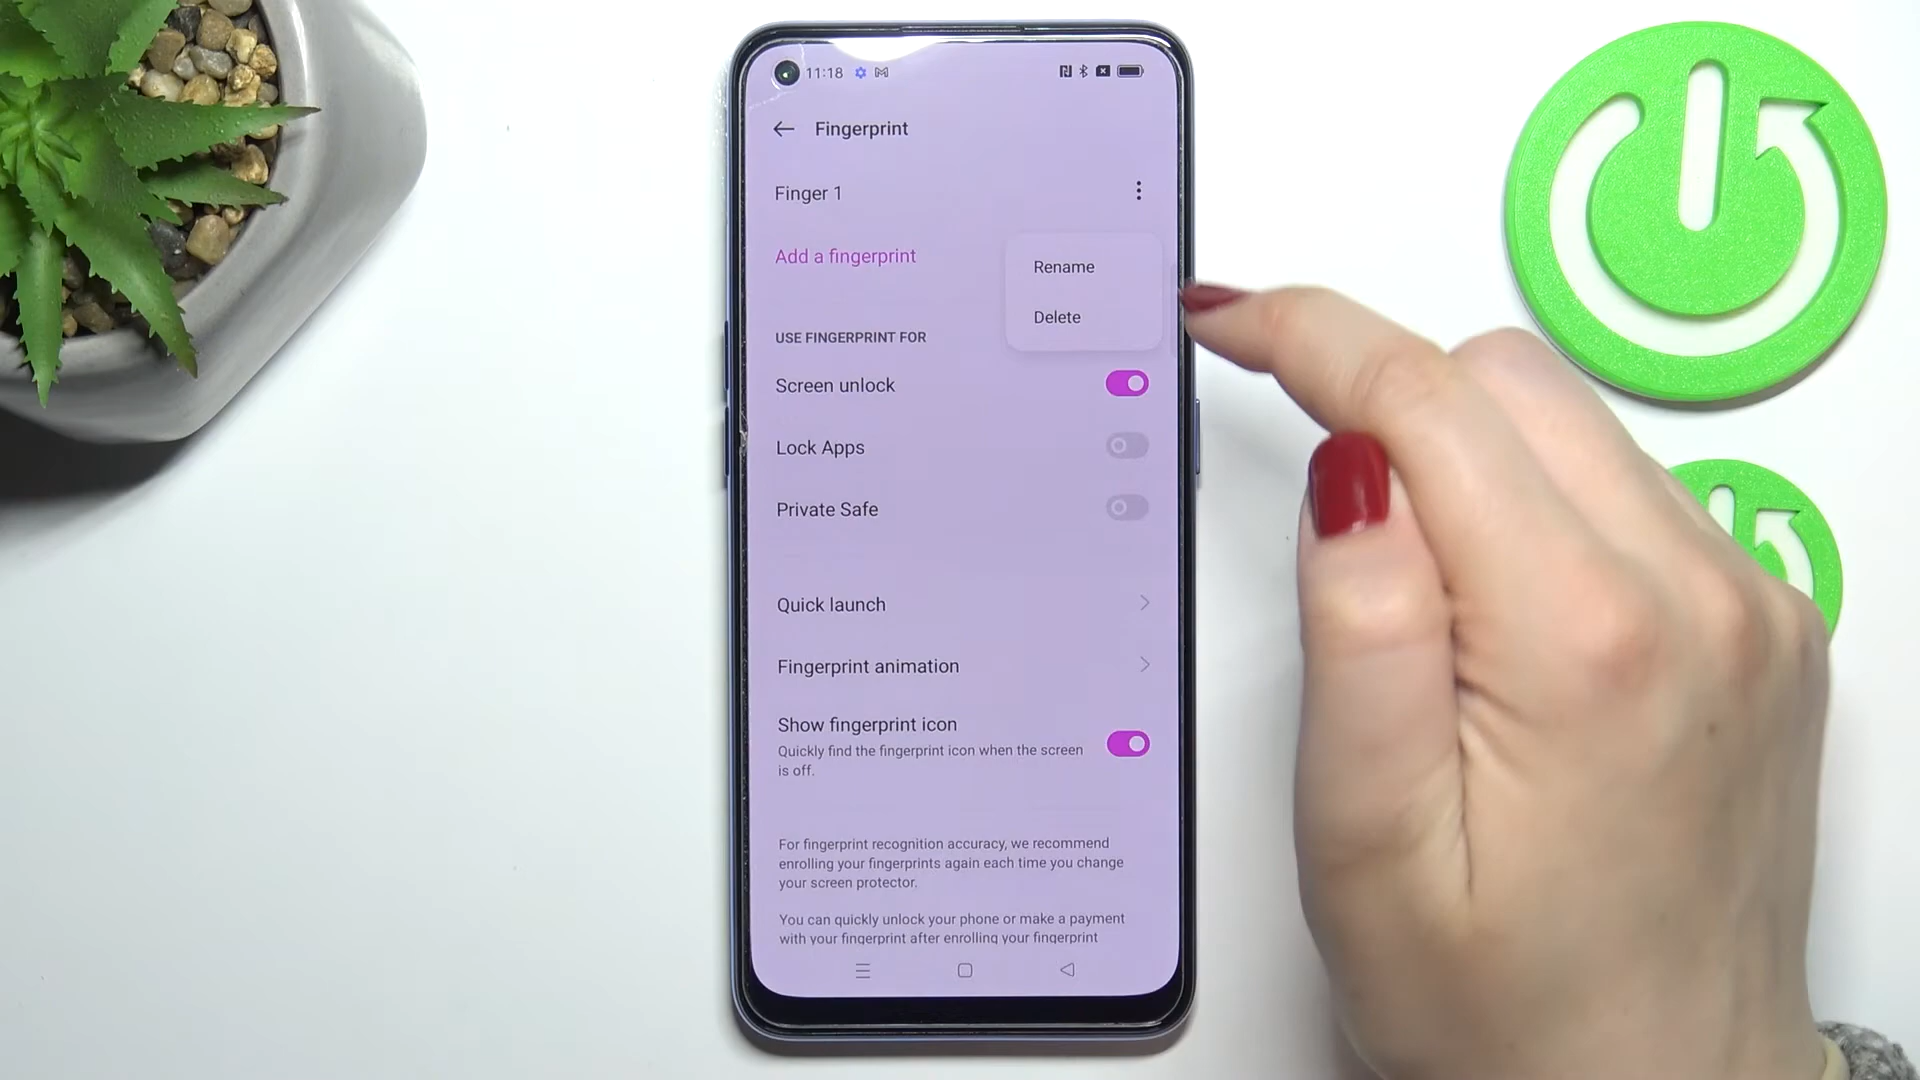 11:18
Fingerprint
Finger 1
Add a fingerprint
Rename
Delete
USE FINGERPRINT FOR
Screen unlock
Lock Apps
Private Safe
Quick launch
Fingerprint animation
Show fingerprint icon
Quickly find the fingerprint icon when the screen
is off.
For fingerprint recognition accuracy, we recommend
enrolling your fingerprints again each time you change
your screen protector.
You can quickly unlock your phone or make a payment
with your fingerprint after enrolling your fingerprint